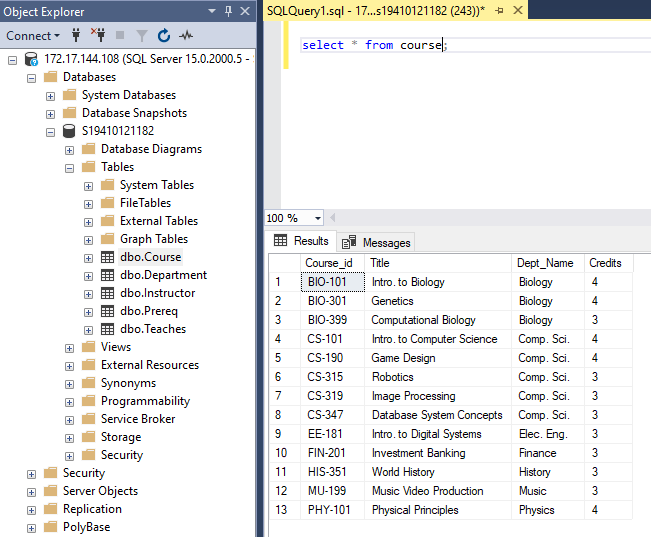 Object Explorer
Connect
172.17.144.108 (SQL Server 15.0.2000.5 -
Databases
System Databases
Database Snapshots
S19410121182
Database Diagrams
Tables
System Tables
FileTables
External Tables
Graph Tables
dbo.Course
dbo.Department
dbo.Instructor
dbo.Prereq
dbo.Teaches
Views
External Resources
Synonyms
Programmability
Service Broker
Storage
Security
Security
Server Objects
Replication
PolyBase
SQLQuery1.sql - 17...s19410121182 (243))*
select * from course;
100 %
Results Messages
Course_id Title Dept_Name Credits
1 BIO-101 Intro. to Biology Biology 4
2 BIO-301 Genetics Biology 4
3 BIO-399 Computational Biology Biology 3
4 CS-101 Intro. to Computer Science Comp. Sci. 4
5 CS-190 Game Design Comp. Sci. 4
6 CS-315 Robotics Comp. Sci. 3
7 CS-319 Image Processing Comp. Sci. 3
8 CS-347 Database System Concepts Comp. Sci. 3
9 EE-181 Intro. to Digital Systems Elec. Eng. 3
10 FIN-201 Investment Banking Finance 3
11 HIS-351 World History History 3
12 MU-199 Music Video Production Music 3
13 PHY-101 Physical Principles Physics 4